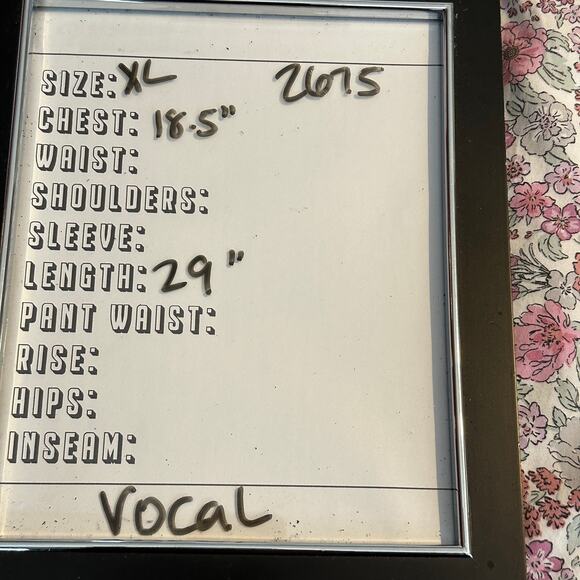 SIZE: XL 2675
CHEST: 18.5"
WAIST:
SHOULDERS:
SLEEVE:
LENGTH: 29"
PANT WAIST:
RISE:
HIPS:
INSEAM:
VOCAL